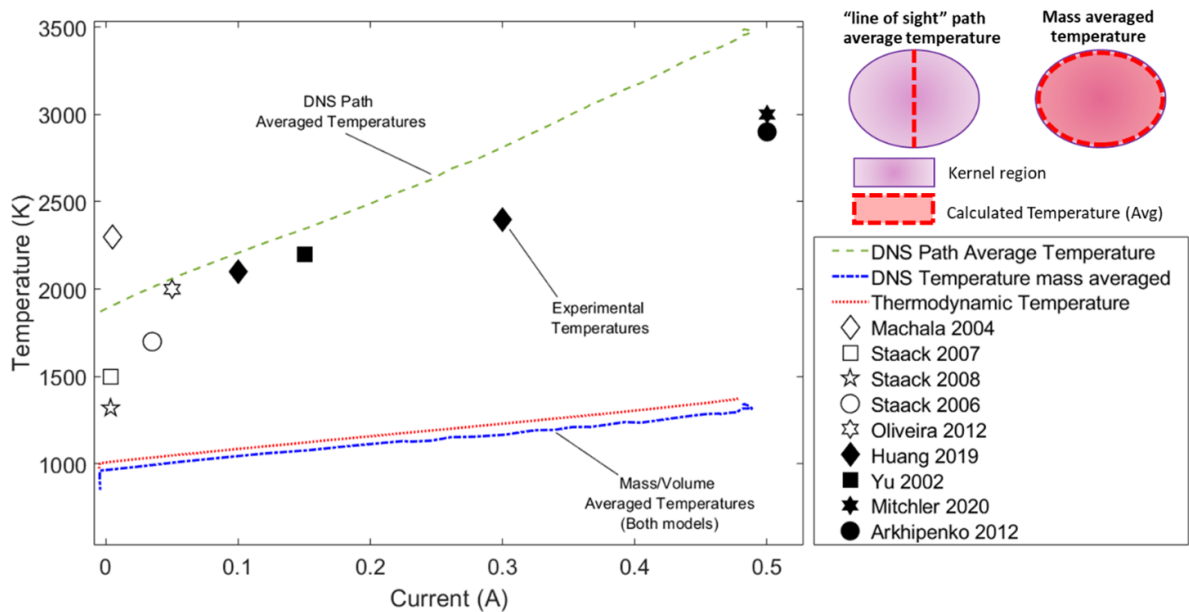 3500
3000
2500
2000
1500
1000
Temperature (K)
DNS Path
Averaged Temperatures
Experimental
Temperatures
Mass/Volume
Averaged Temperatures
(Both models)
0
0.1
0.2
0.3
0.4
0.5
Current (A)
“line of sight” path
average temperature
Mass averaged
temperature
Kernel region
Calculated Temperature (Avg)
DNS Path Average Temperature
DNS Temperature mass averaged
Thermodynamic Temperature
Machala 2004
Staack 2007
Staack 2008
Staack 2006
Oliveira 2012
Huang 2019
Yu 2002
Mitchler 2020
Arkhipenko 2012